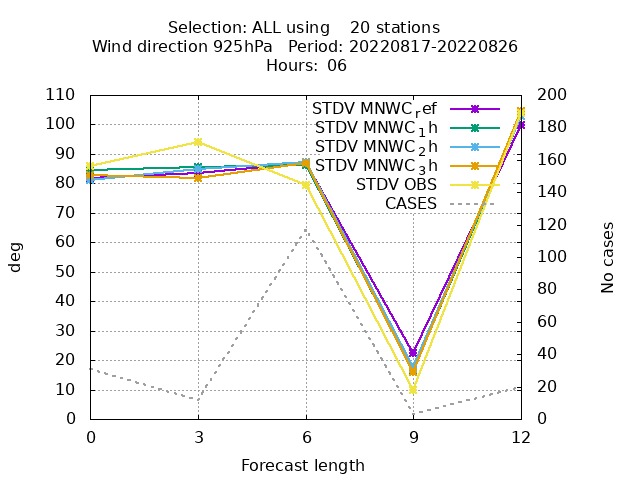 Selection: ALL using    20 stations
Wind direction 925hPa   Period: 20220817-20220826
Hours:  06
110
100
90
80
70
60
50
40
30
20
10
0
deg
STDV MNWC_ref
STDV MNWC_1h
STDV MNWC_2h
STDV MNWC_3h
STDV OBS
CASES
200
180
160
140
120
100
80
60
40
20
0
No cases
0 3 6 9 12
Forecast length